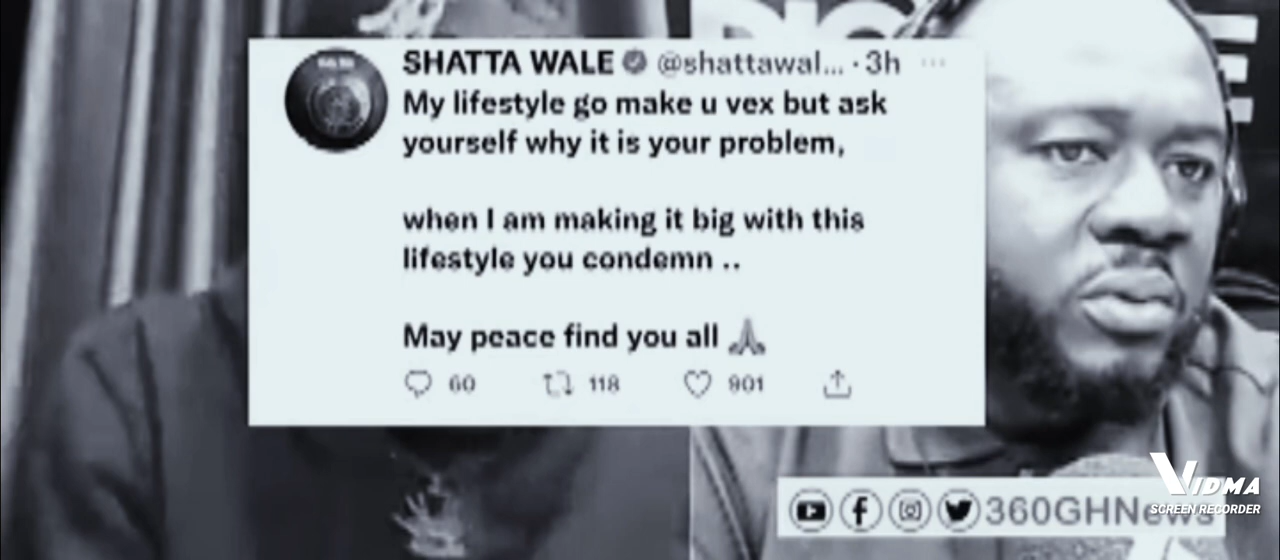 SHATTA WALE @shattawal... · 3h ...
My lifestyle go make u vex but ask
yourself why it is your problem,
when I am making it big with this
lifestyle you condemn ..
May peace find you all 🙏
60 118 901
360GHNews
VIDMA
SCREEN RECORDER